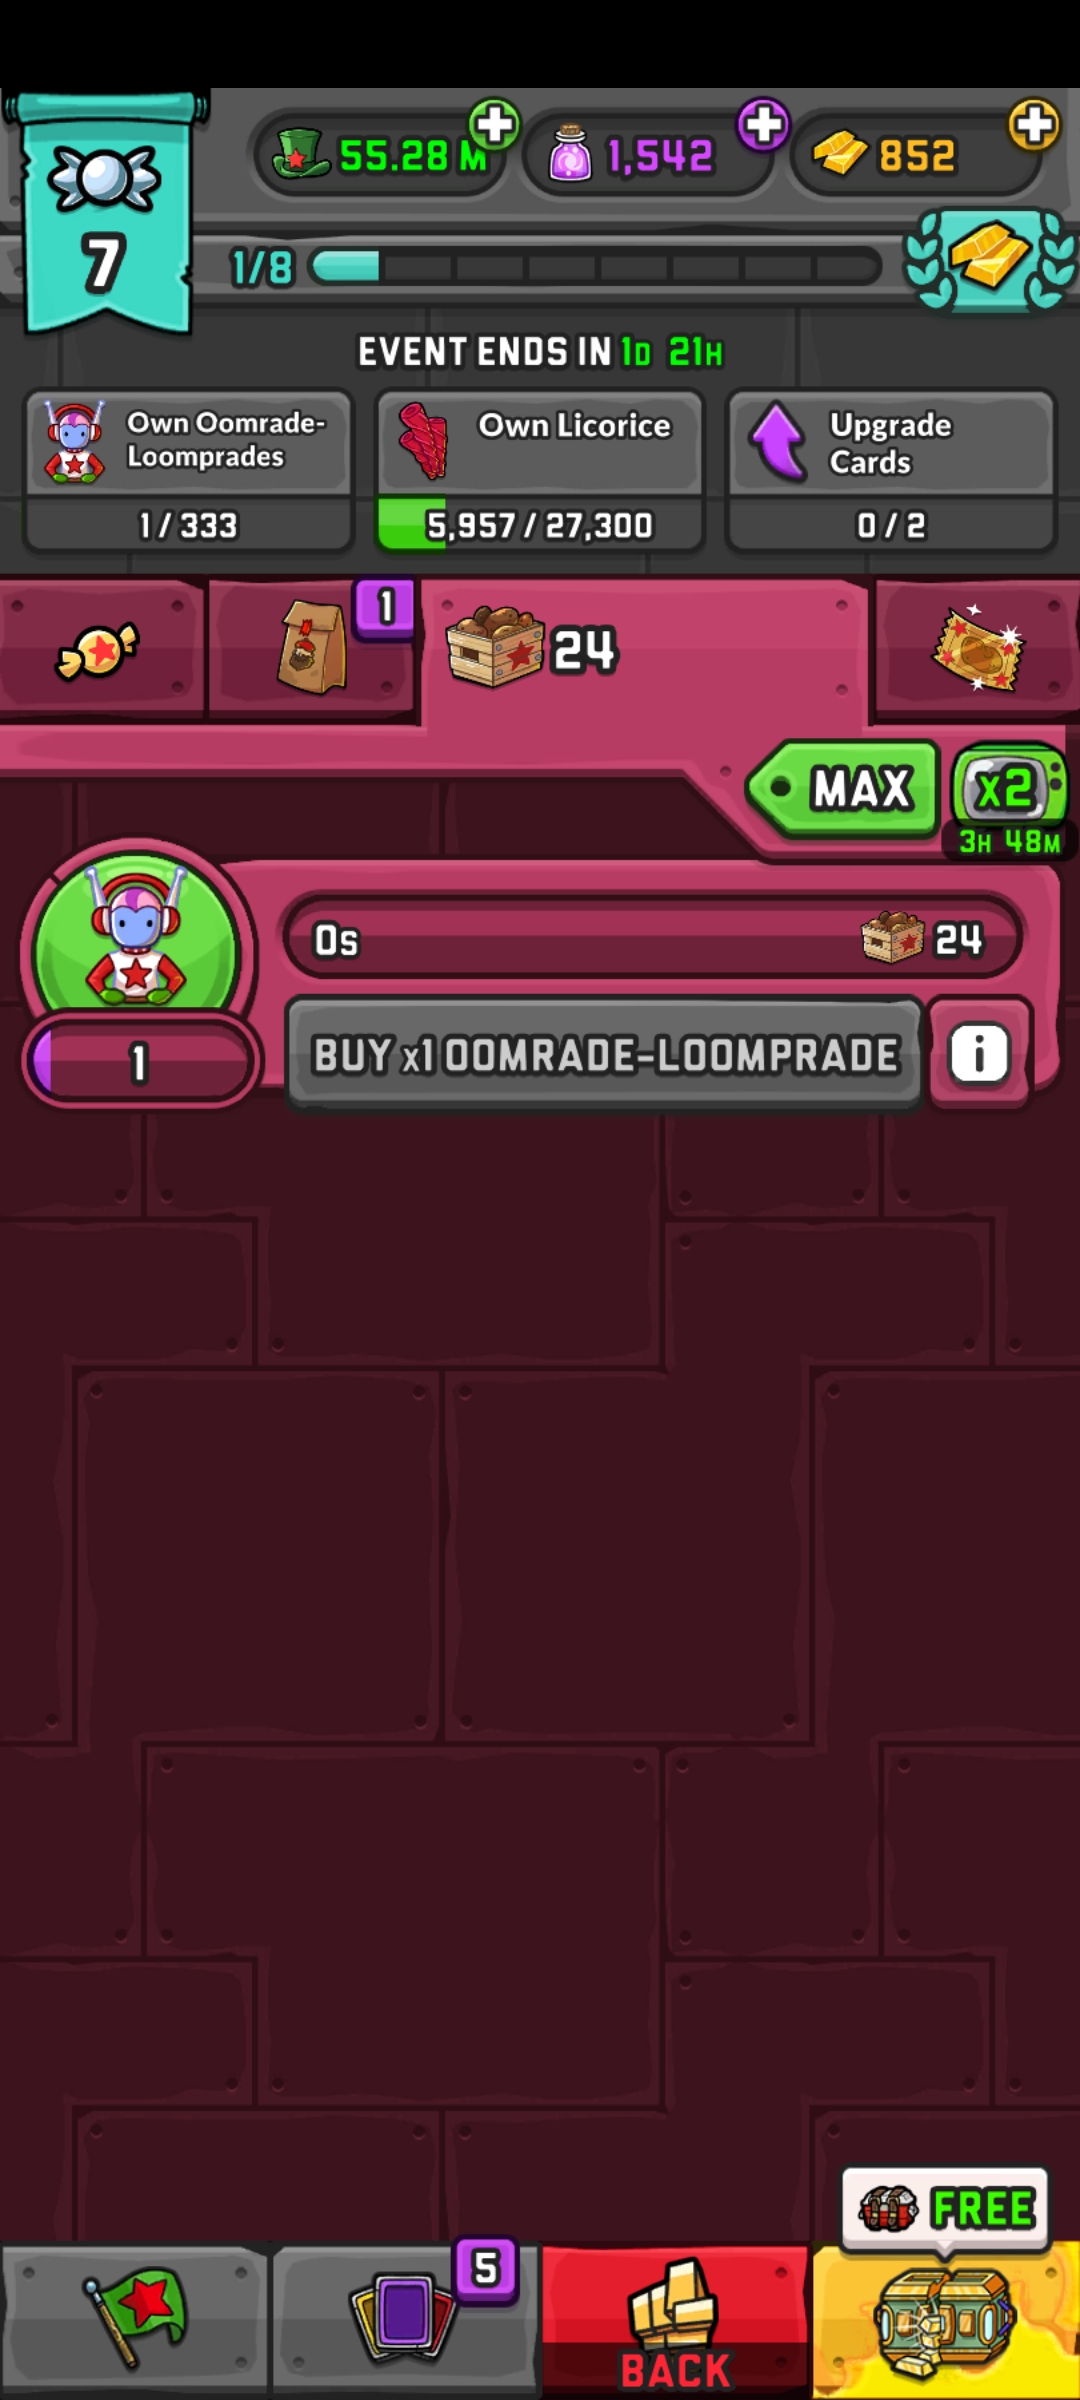 55.28 M
1,542
852
7
1/8
EVENT ENDS IN 1D 21H
Own Oomrade-
Loomprades
1 / 333
Own Licorice
5,957 / 27,300
Upgrade
Cards
0 / 2
1
24
MAX
x2
3H 48M
0s
24
1
BUY x1 OOMRADE-LOOMPRADE
i
FREE
5
BACK